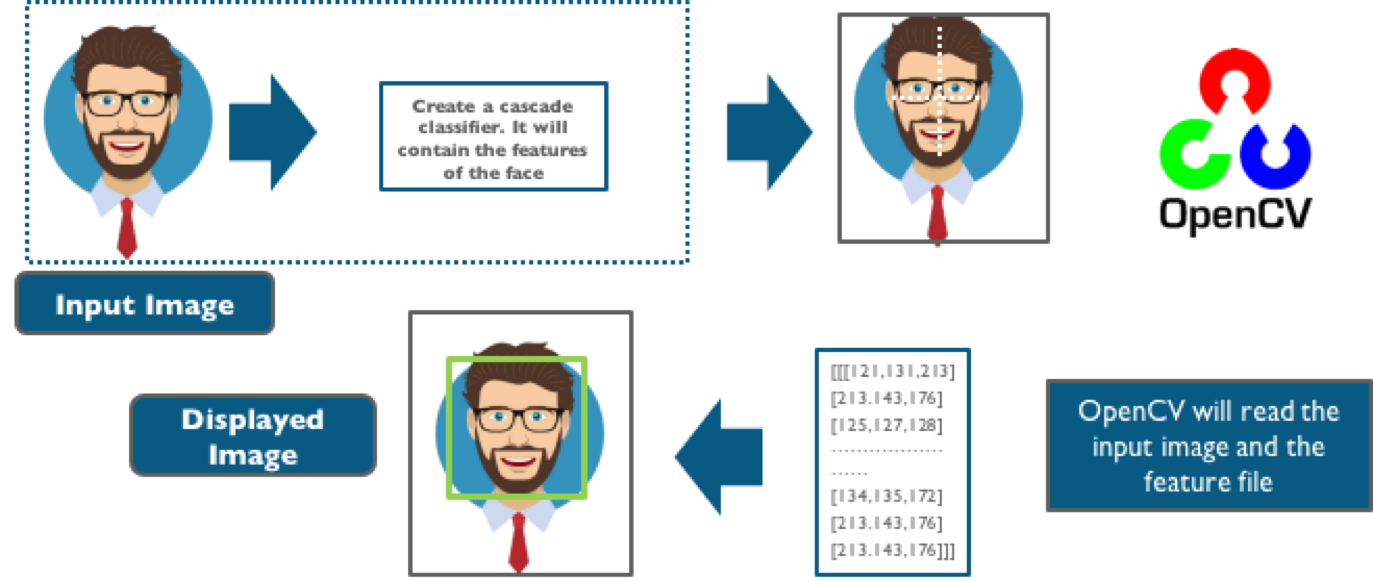 Create a cascade
classifier. It will
contain the features
of the face
OpenCV
Input Image
Displayed
Image
[[[121,131,213]
[213.143,176]
[125,127,128]
..................
......
[134,135,172]
[213.143,176]
[213.143,176]]]
OpenCV will read the
input image and the
feature file